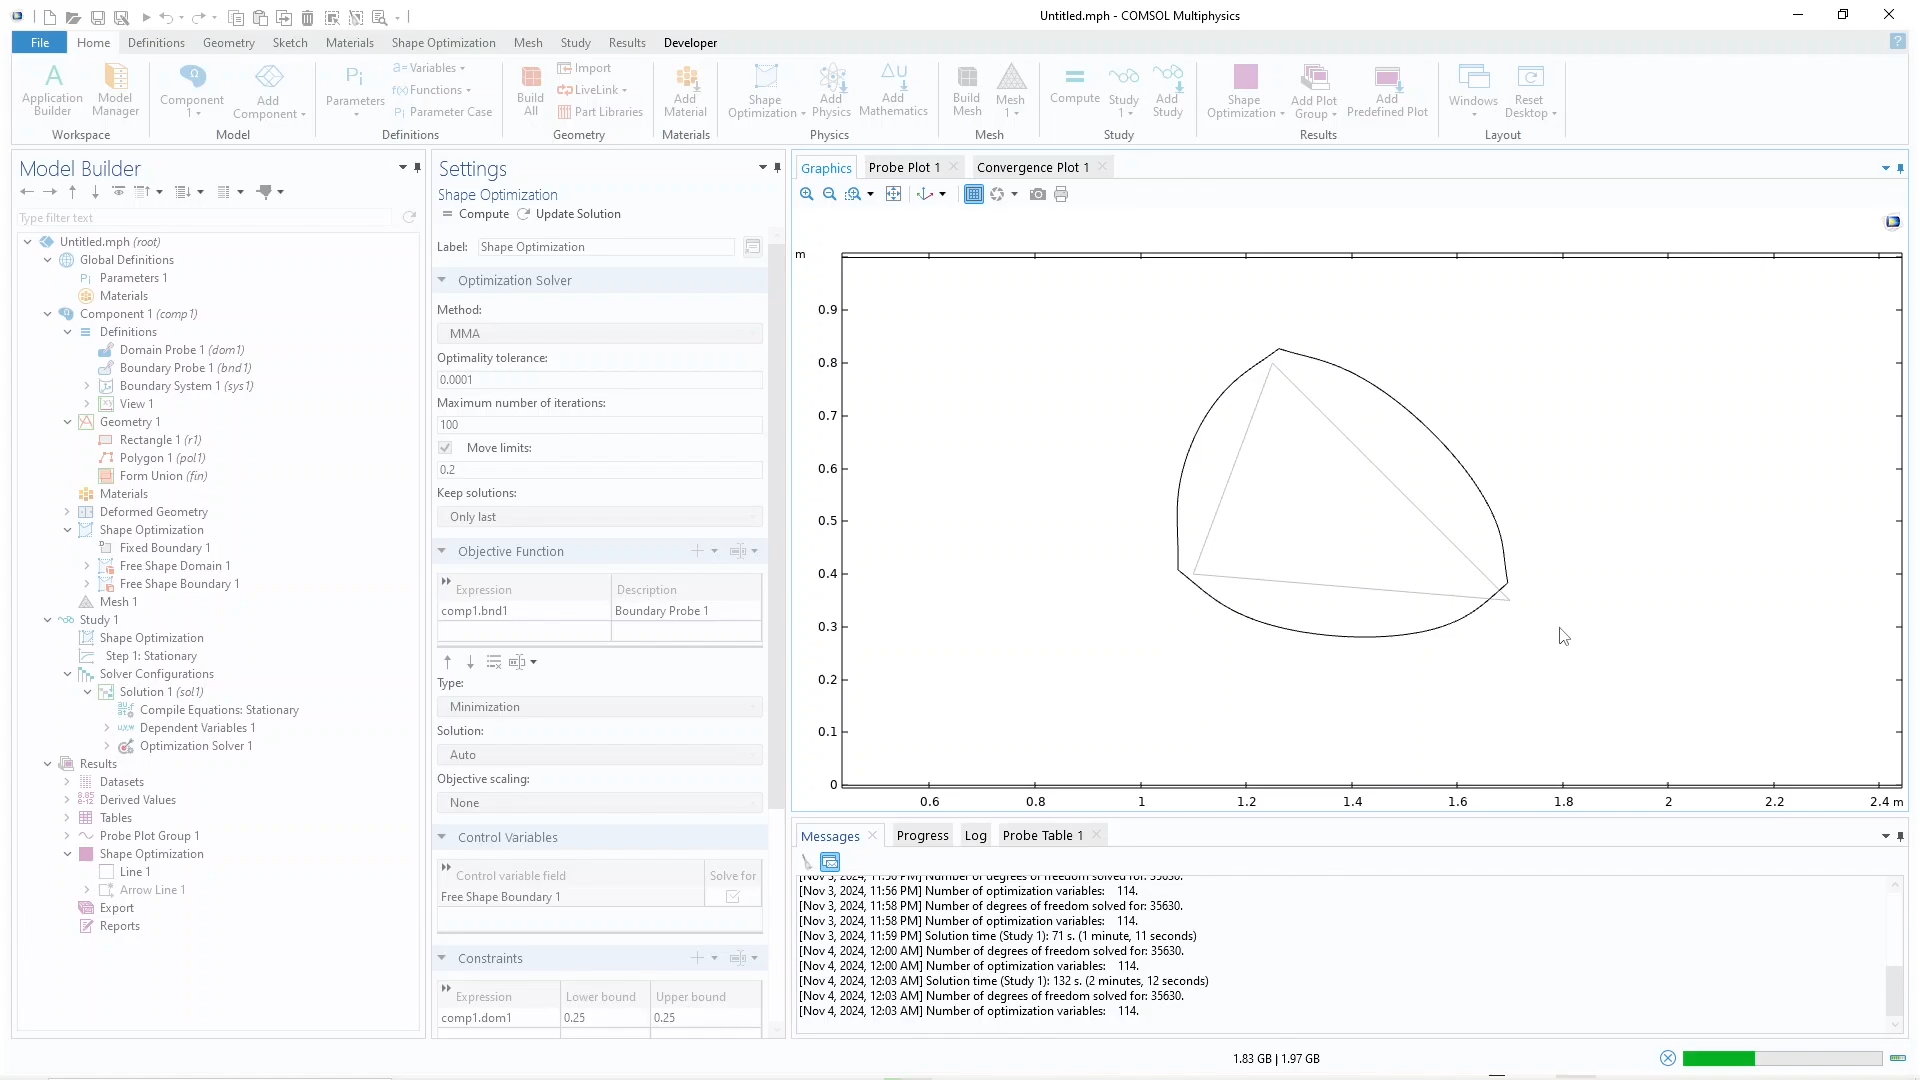 Untitled.mph - COMSOL Multiphysics
File
Home
Definitions
Geometry
Sketch
Materials
Shape Optimization
Mesh
Study
Results
Developer
Application
Builder
Model
Manager
Workspace
Component
1
Add
Component
Model
Pi
Parameters
a= Variables
f(x) Functions
Pi Parameter Case
Definitions
Build
All
Import
LiveLink
Part Libraries
Geometry
Add
Material
Materials
Shape
Optimization
Add
Physics
ΔU
Add
Mathematics
Physics
Build
Mesh
Mesh
1
Mesh
Compute
Study
1
Add
Study
Study
Shape
Optimization
Add Plot
Group
Add
Predefined Plot
Results
Windows
Reset
Desktop
Layout
Model Builder
Type filter text
Untitled.mph (root)
Global Definitions
Pi Parameters 1
Materials
Component 1 (comp1)
Definitions
Domain Probe 1 (dom1)
Boundary Probe 1 (bnd1)
Boundary System 1 (sys1)
View 1
Geometry 1
Rectangle 1 (r1)
Polygon 1 (pol1)
Form Union (fin)
Materials
Deformed Geometry
Shape Optimization
Fixed Boundary 1
Free Shape Domain 1
Free Shape Boundary 1
Mesh 1
Study 1
Shape Optimization
Step 1: Stationary
Solver Configurations
Solution 1 (sol1)
Compile Equations: Stationary
Dependent Variables 1
Optimization Solver 1
Results
Datasets
Derived Values
Tables
Probe Plot Group 1
Shape Optimization
Line 1
Arrow Line 1
Export
Reports
Settings
Shape Optimization
= Compute
Update Solution
Label:
Shape Optimization
Optimization Solver
Method:
MMA
Optimality tolerance:
0.0001
Maximum number of iterations:
100
Move limits:
0.2
Keep solutions:
Only last
Objective Function
Expression
Description
comp1.bnd1
Boundary Probe 1
Type:
Minimization
Solution:
Auto
Objective scaling:
None
Control Variables
Control variable field
Solve for
Free Shape Boundary 1
Constraints
Expression
Lower bound
Upper bound
comp1.dom1
0.25
0.25
Graphics
Probe Plot 1
Convergence Plot 1
m
0.9
0.8
0.7
0.6
0.5
0.4
0.3
0.2
0.1
0
0.6
0.8
1
1.2
1.4
1.6
1.8
2
2.2
2.4 m
Messages
Progress
Log
Probe Table 1
[Nov 3, 2024, 11:56 PM] Number of degrees of freedom solved for: 35630.
[Nov 3, 2024, 11:56 PM] Number of optimization variables: 114.
[Nov 3, 2024, 11:58 PM] Number of degrees of freedom solved for: 35630.
[Nov 3, 2024, 11:58 PM] Number of optimization variables: 114.
[Nov 3, 2024, 11:59 PM] Solution time (Study 1): 71 s. (1 minute, 11 seconds)
[Nov 4, 2024, 12:00 AM] Number of degrees of freedom solved for: 35630.
[Nov 4, 2024, 12:00 AM] Number of optimization variables: 114.
[Nov 4, 2024, 12:03 AM] Solution time (Study 1): 132 s. (2 minutes, 12 seconds)
[Nov 4, 2024, 12:03 AM] Number of degrees of freedom solved for: 35630.
[Nov 4, 2024, 12:03 AM] Number of optimization variables: 114.
1.83 GB | 1.97 GB